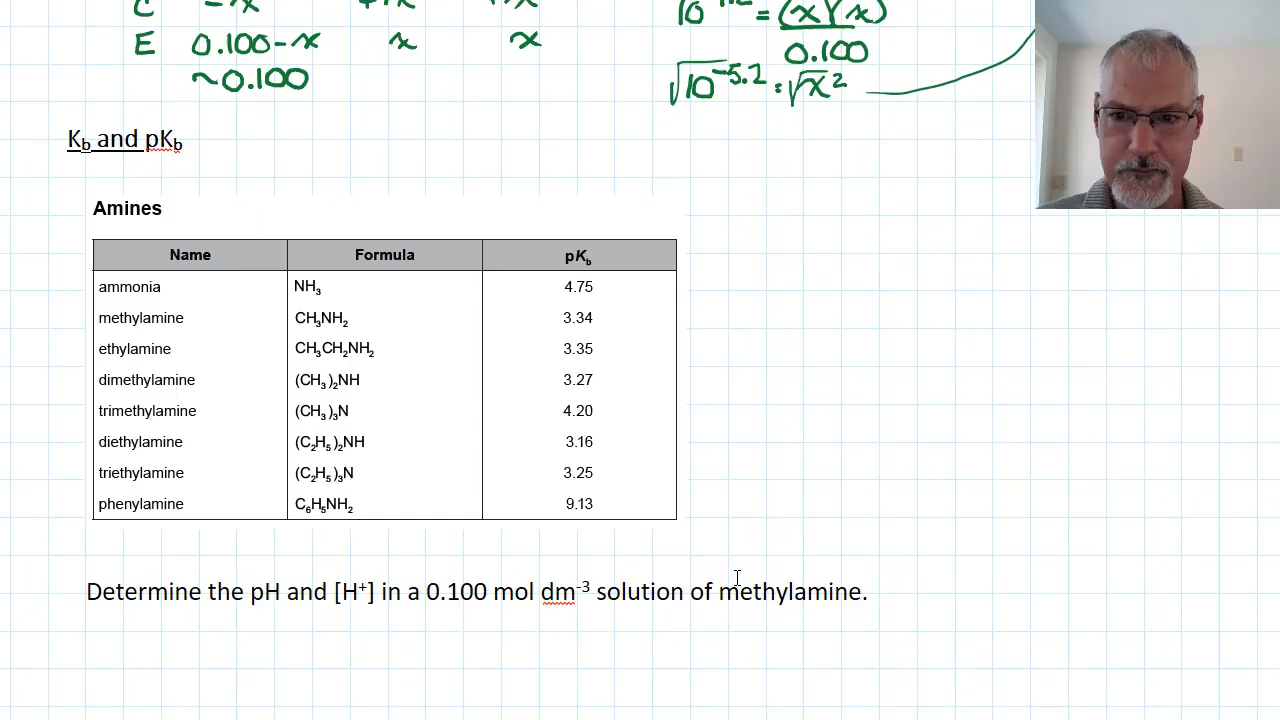 E 0.100-x x x
~0.100
= (x)(x)
0.100
√10^-5.2 = √x²
Kb and pKb
Amines
Name Formula pKb
ammonia NH3 4.75
methylamine CH3NH2 3.34
ethylamine CH3CH2NH2 3.35
dimethylamine (CH3)2NH 3.27
trimethylamine (CH3)3N 4.20
diethylamine (C2H5)2NH 3.16
triethylamine (C2H5)3N 3.25
phenylamine C6H5NH2 9.13
Determine the pH and [H+] in a 0.100 mol dm-3 solution of methylamine.